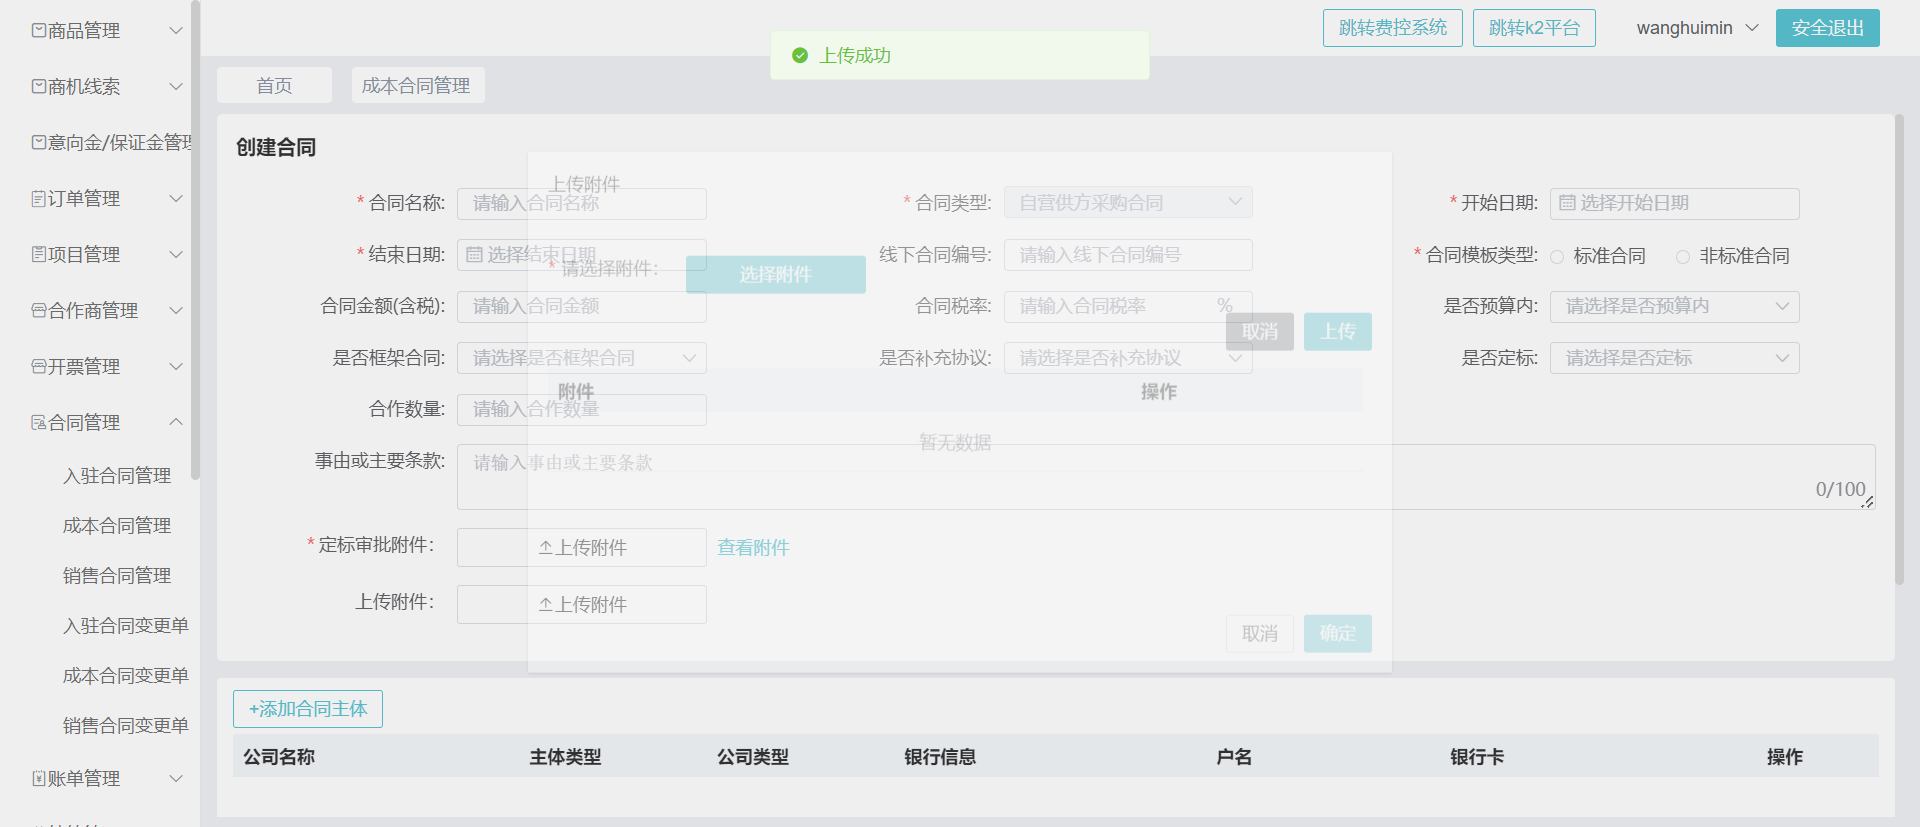 商品管理
商机线索
意向金/保证金管理
订单管理
项目管理
合作商管理
开票管理
合同管理
入驻合同管理
成本合同管理
销售合同管理
入驻合同变更单
成本合同变更单
销售合同变更单
账单管理
跳转费控系统
跳转k2平台
wanghuimin
安全退出
上传成功
首页
成本合同管理
创建合同
* 合同名称: 请输入合同名称
* 合同类型: 自营供方采购合同
* 开始日期: 选择开始日期
* 结束日期: 选择结束日期
线下合同编号: 请输入线下合同编号
* 合同模板类型: 标准合同 非标准合同
合同金额(含税): 请输入合同金额
合同税率: 请输入合同税率 %
是否预算内: 请选择是否预算内
是否框架合同: 请选择是否框架合同
是否补充协议: 请选择是否补充协议
是否定标: 请选择是否定标
合作数量: 请输入合作数量
事由或主要条款: 请输入事由或主要条款
0/100
* 定标审批附件: 上传附件 查看附件
上传附件: 上传附件
上传附件
* 请选择附件: 选择附件
取消 上传
附件 操作
暂无数据
取消 确定
+添加合同主体
公司名称 主体类型 公司类型 银行信息 户名 银行卡 操作